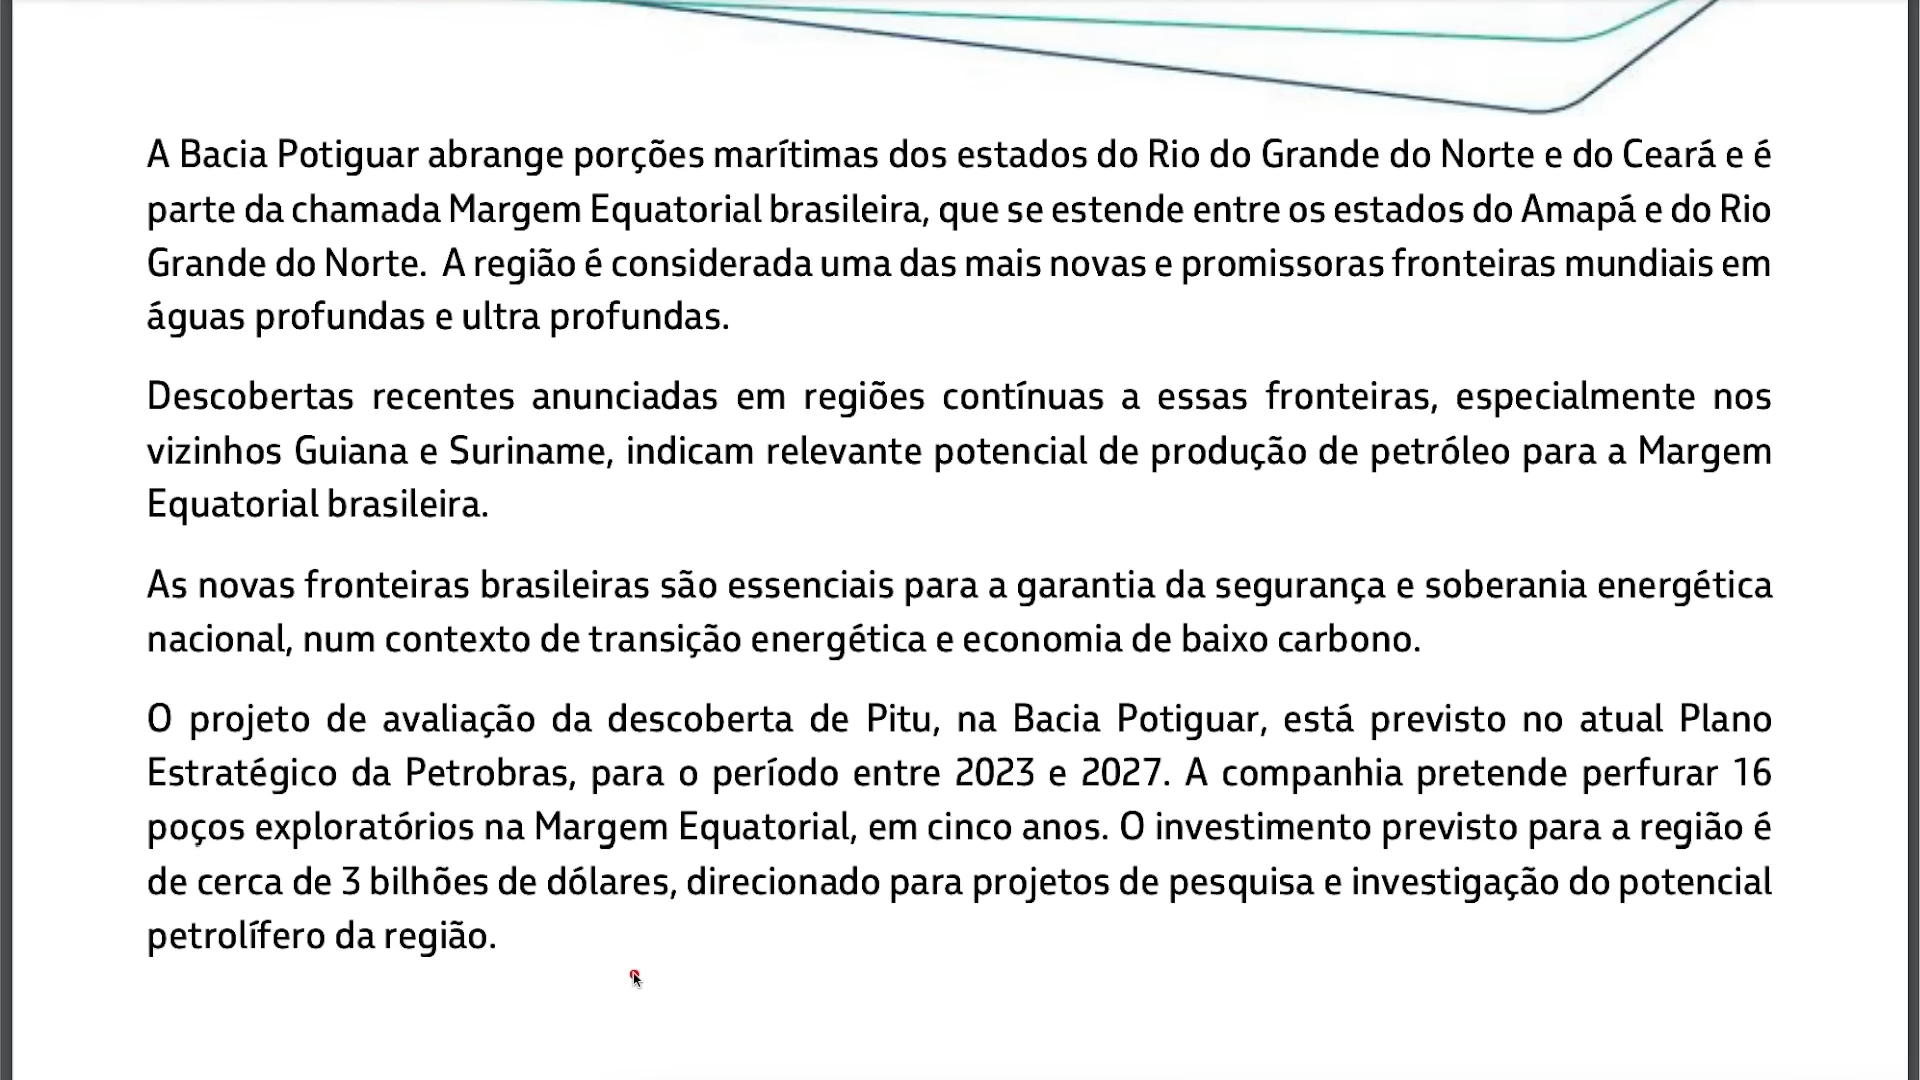 A Bacia Potiguar abrange porções marítimas dos estados do Rio do Grande do Norte e do Ceará e é
parte da chamada Margem Equatorial brasileira, que se estende entre os estados do Amapá e do Rio
Grande do Norte.  A região é considerada uma das mais novas e promissoras fronteiras mundiais em
águas profundas e ultra profundas.
Descobertas recentes anunciadas em regiões contínuas a essas fronteiras, especialmente nos
vizinhos Guiana e Suriname, indicam relevante potencial de produção de petróleo para a Margem
Equatorial brasileira.
As novas fronteiras brasileiras são essenciais para a garantia da segurança e soberania energética
nacional, num contexto de transição energética e economia de baixo carbono.
O projeto de avaliação da descoberta de Pitu, na Bacia Potiguar, está previsto no atual Plano
Estratégico da Petrobras, para o período entre 2023 e 2027. A companhia pretende perfurar 16
poços exploratórios na Margem Equatorial, em cinco anos. O investimento previsto para a região é
de cerca de 3 bilhões de dólares, direcionado para projetos de pesquisa e investigação do potencial
petrolífero da região.